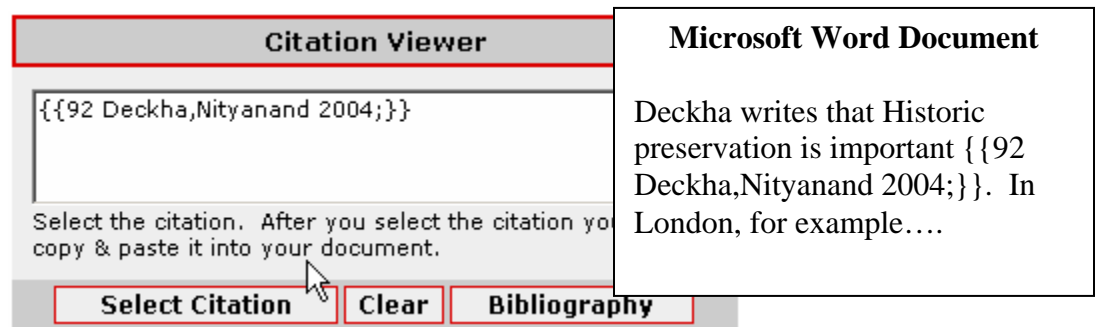 Citation Viewer
{{92 Deckha,Nityanand 2004;}}
Select the citation. After you select the citation
copy & paste it into your document.
Select Citation
Clear
Bibliography
Microsoft Word Document
Deckha writes that Historic
preservation is important {{92
Deckha,Nityanand 2004;}}. In
London, for example….